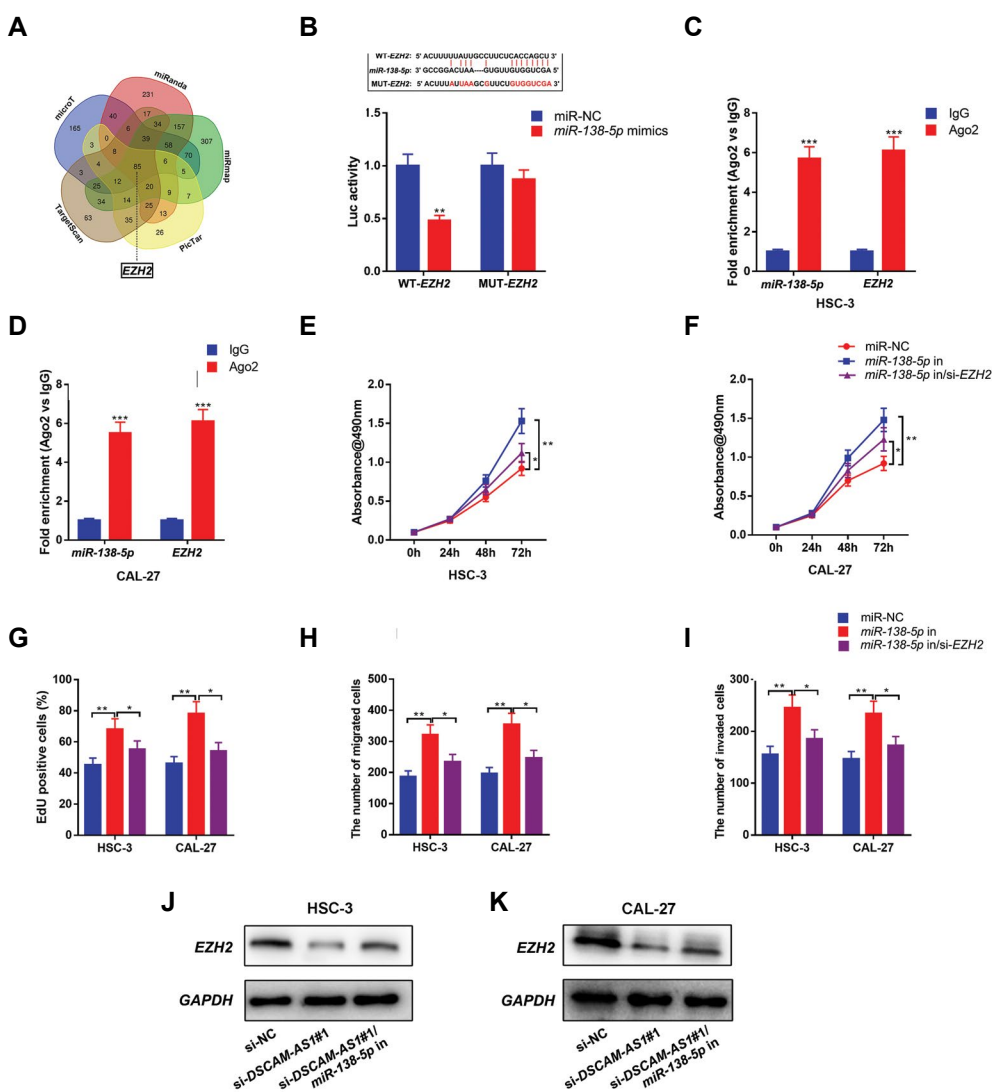 A
miRanda
microT
miRmap
TargetScan
PicTar
231
165
40
17
34
157
307
0
6
39
58
70
3
8
6
5
4
85
3
12
20
25
9
7
34
14
25
13
63
35
26
EZH2
B
WT-EZH2: 5' ACUUUUUAUUGCCUUCUCACCAGCU 3'
miR-138-5p: 3' GCCGGACUAA----GUGUUGUGGUCGA 5'
MUT-EZH2: 5' ACUUUAUUAAGCGUUCUGUGGUCGA 3'
miR-NC
miR-138-5p mimics
Luc activity
1.5
1.0
0.5
0.0
**
WT-EZH2
MUT-EZH2
C
IgG
Ago2
Fold enrichment (Ago2 vs IgG)
8
6
4
2
0
***
***
miR-138-5p
EZH2
HSC-3
D
IgG
Ago2
Fold enrichment (Ago2 vs IgG)
8
6
4
2
0
***
***
miR-138-5p
EZH2
CAL-27
E
Absorbance@490nm
2.0
1.5
1.0
0.5
0.0
0h 24h 48h 72h
*
**
HSC-3
F
miR-NC
miR-138-5p in
miR-138-5p in/si-EZH2
Absorbance@490nm
2.0
1.5
1.0
0.5
0.0
0h 24h 48h 72h
*
**
CAL-27
G
EdU positive cells (%)
100
80
60
40
20
0
** *
** *
HSC-3
CAL-27
H
The number of migrated cells
500
400
300
200
100
0
** *
** *
HSC-3
CAL-27
I
miR-NC
miR-138-5p in
miR-138-5p in/si-EZH2
The number of invaded cells
300
200
100
0
** *
** *
HSC-3
CAL-27
J
HSC-3
EZH2
GAPDH
si-NC
si-DSCAM-AS1#1
si-DSCAM-AS1#1/
miR-138-5p in
K
CAL-27
EZH2
GAPDH
si-NC
si-DSCAM-AS1#1
si-DSCAM-AS1#1/
miR-138-5p in